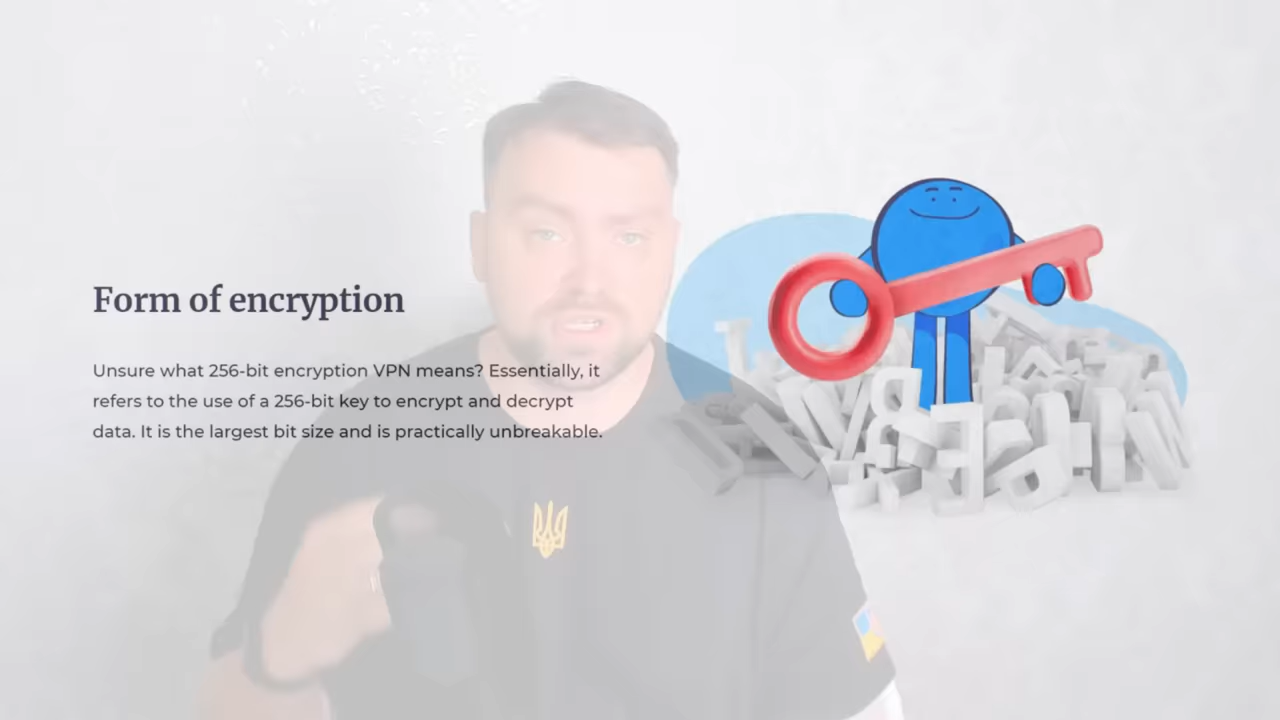 Form of encryption
Unsure what 256-bit encryption VPN means? Essentially, it
refers to the use of a 256-bit key to encrypt and decrypt
data. It is the largest bit size and is practically unbreakable.